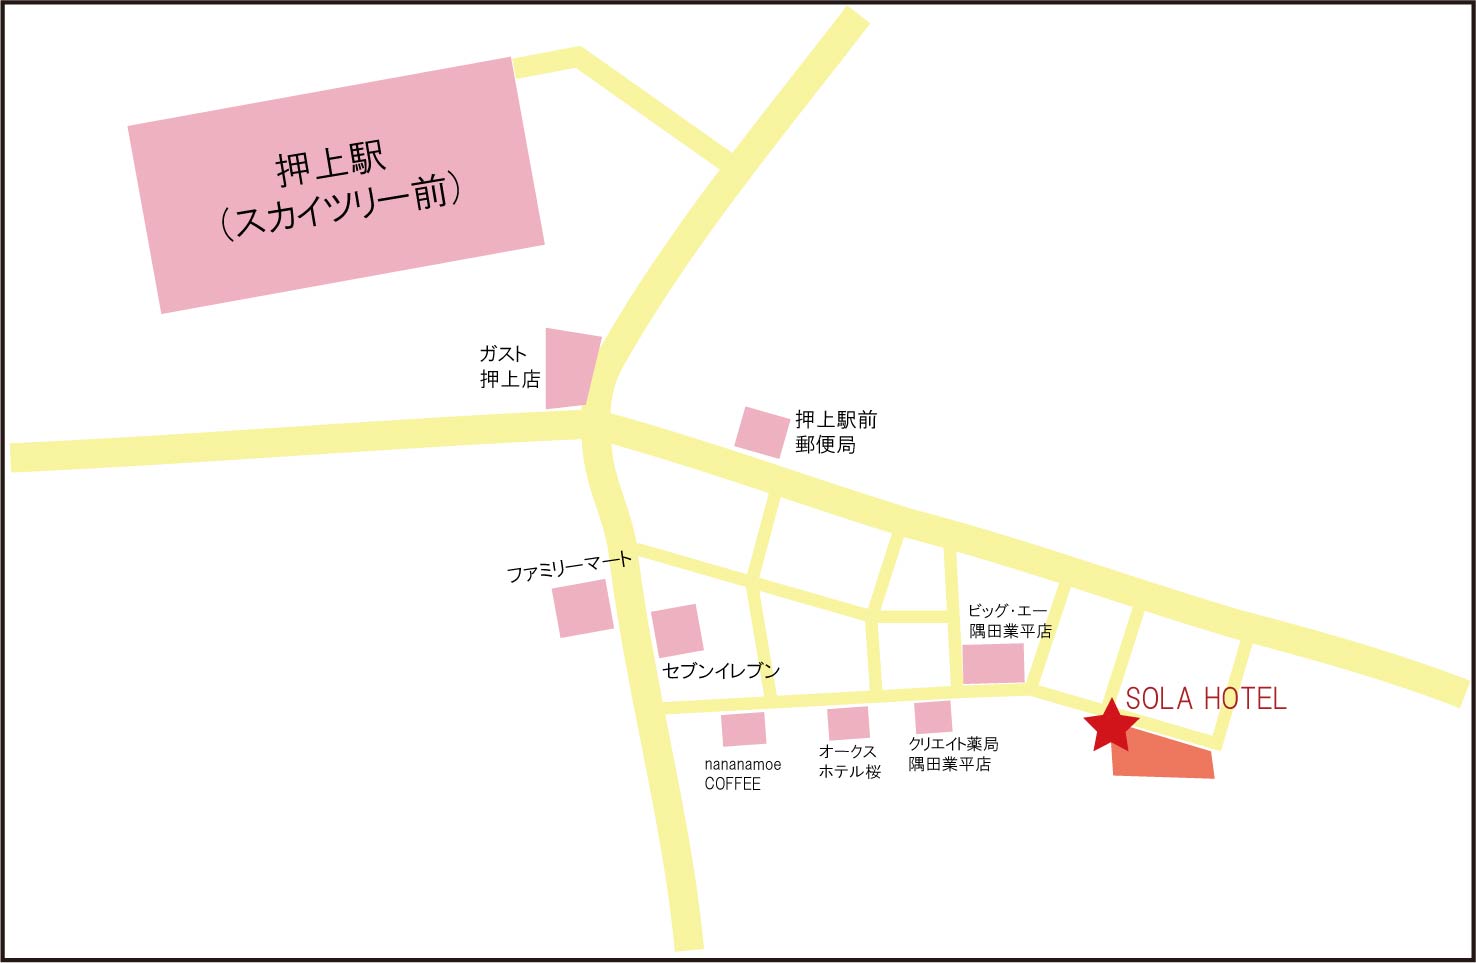 押上駅
（スカイツリー前）
ガスト
押上店
押上駅前
郵便局
ファミリーマート
セブンイレブン
ビッグ・エー
隅田業平店
SOLA HOTEL
nananamoe
COFFEE
オークス
ホテル桜
クリエイト薬局
隅田業平店